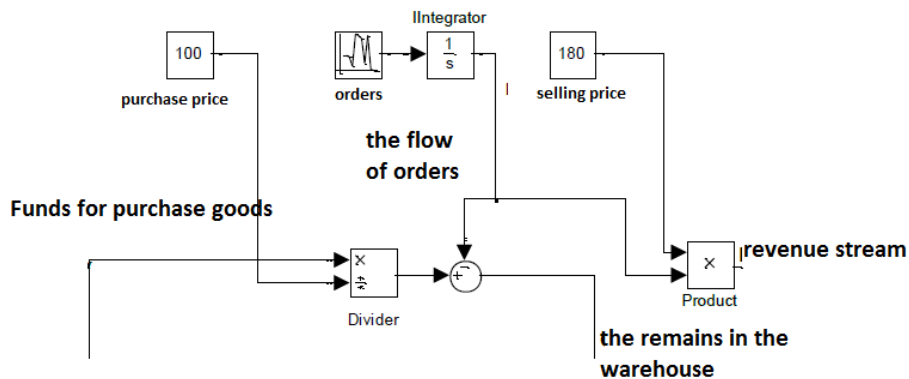 IIntegrator
100
1
s
180
purchase price
orders
selling price
the flow
of orders
Funds for purchase goods
×
÷
+
−
×
revenue stream
Divider
Product
the remains in the
warehouse